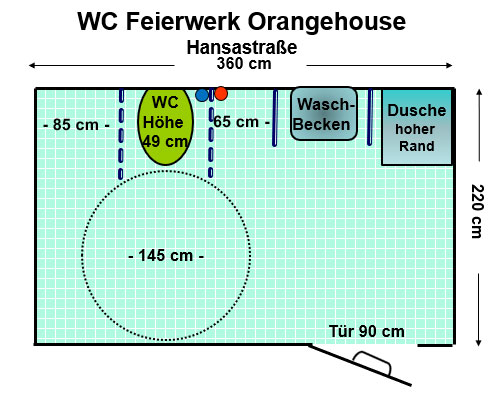 WC Feierwerk Orangehouse
Hansastraße
360 cm
WC
Höhe
49 cm
- 85 cm -
65 cm -
Wasch-
Becken
Dusche
hoher
Rand
220 cm
- 145 cm -
Tür 90 cm